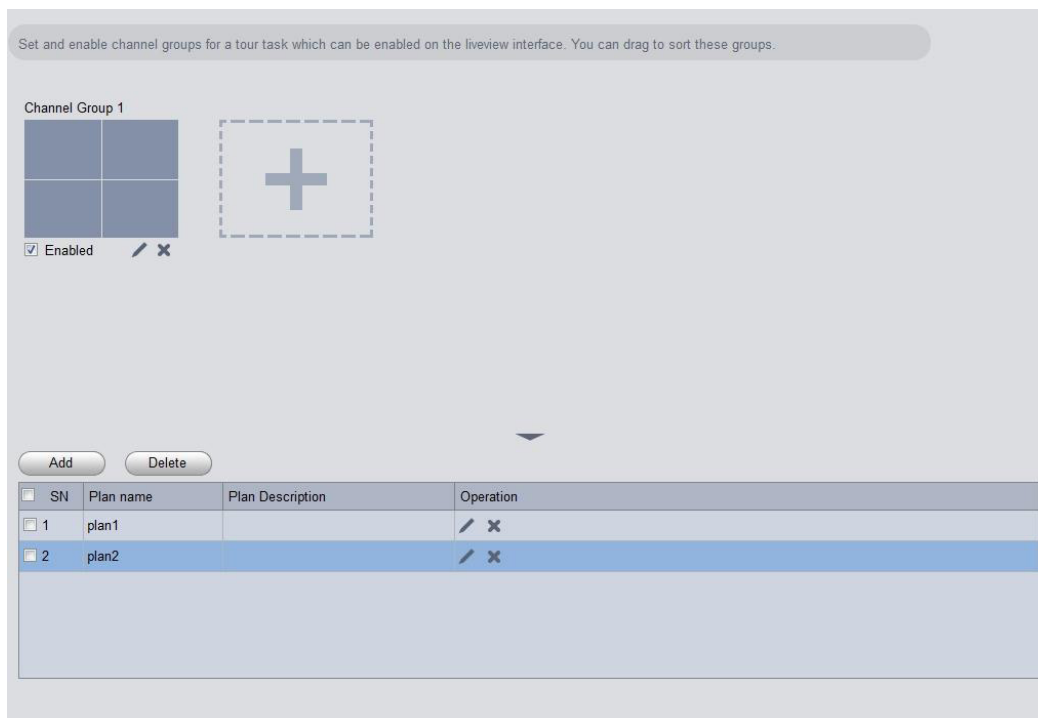 Set and enable channel groups for a tour task which can be enabled on the liveview interface. You can drag to sort these groups.
Channel Group 1
Enabled
Add Delete
SN Plan name Plan Description Operation
1 plan1
2 plan2